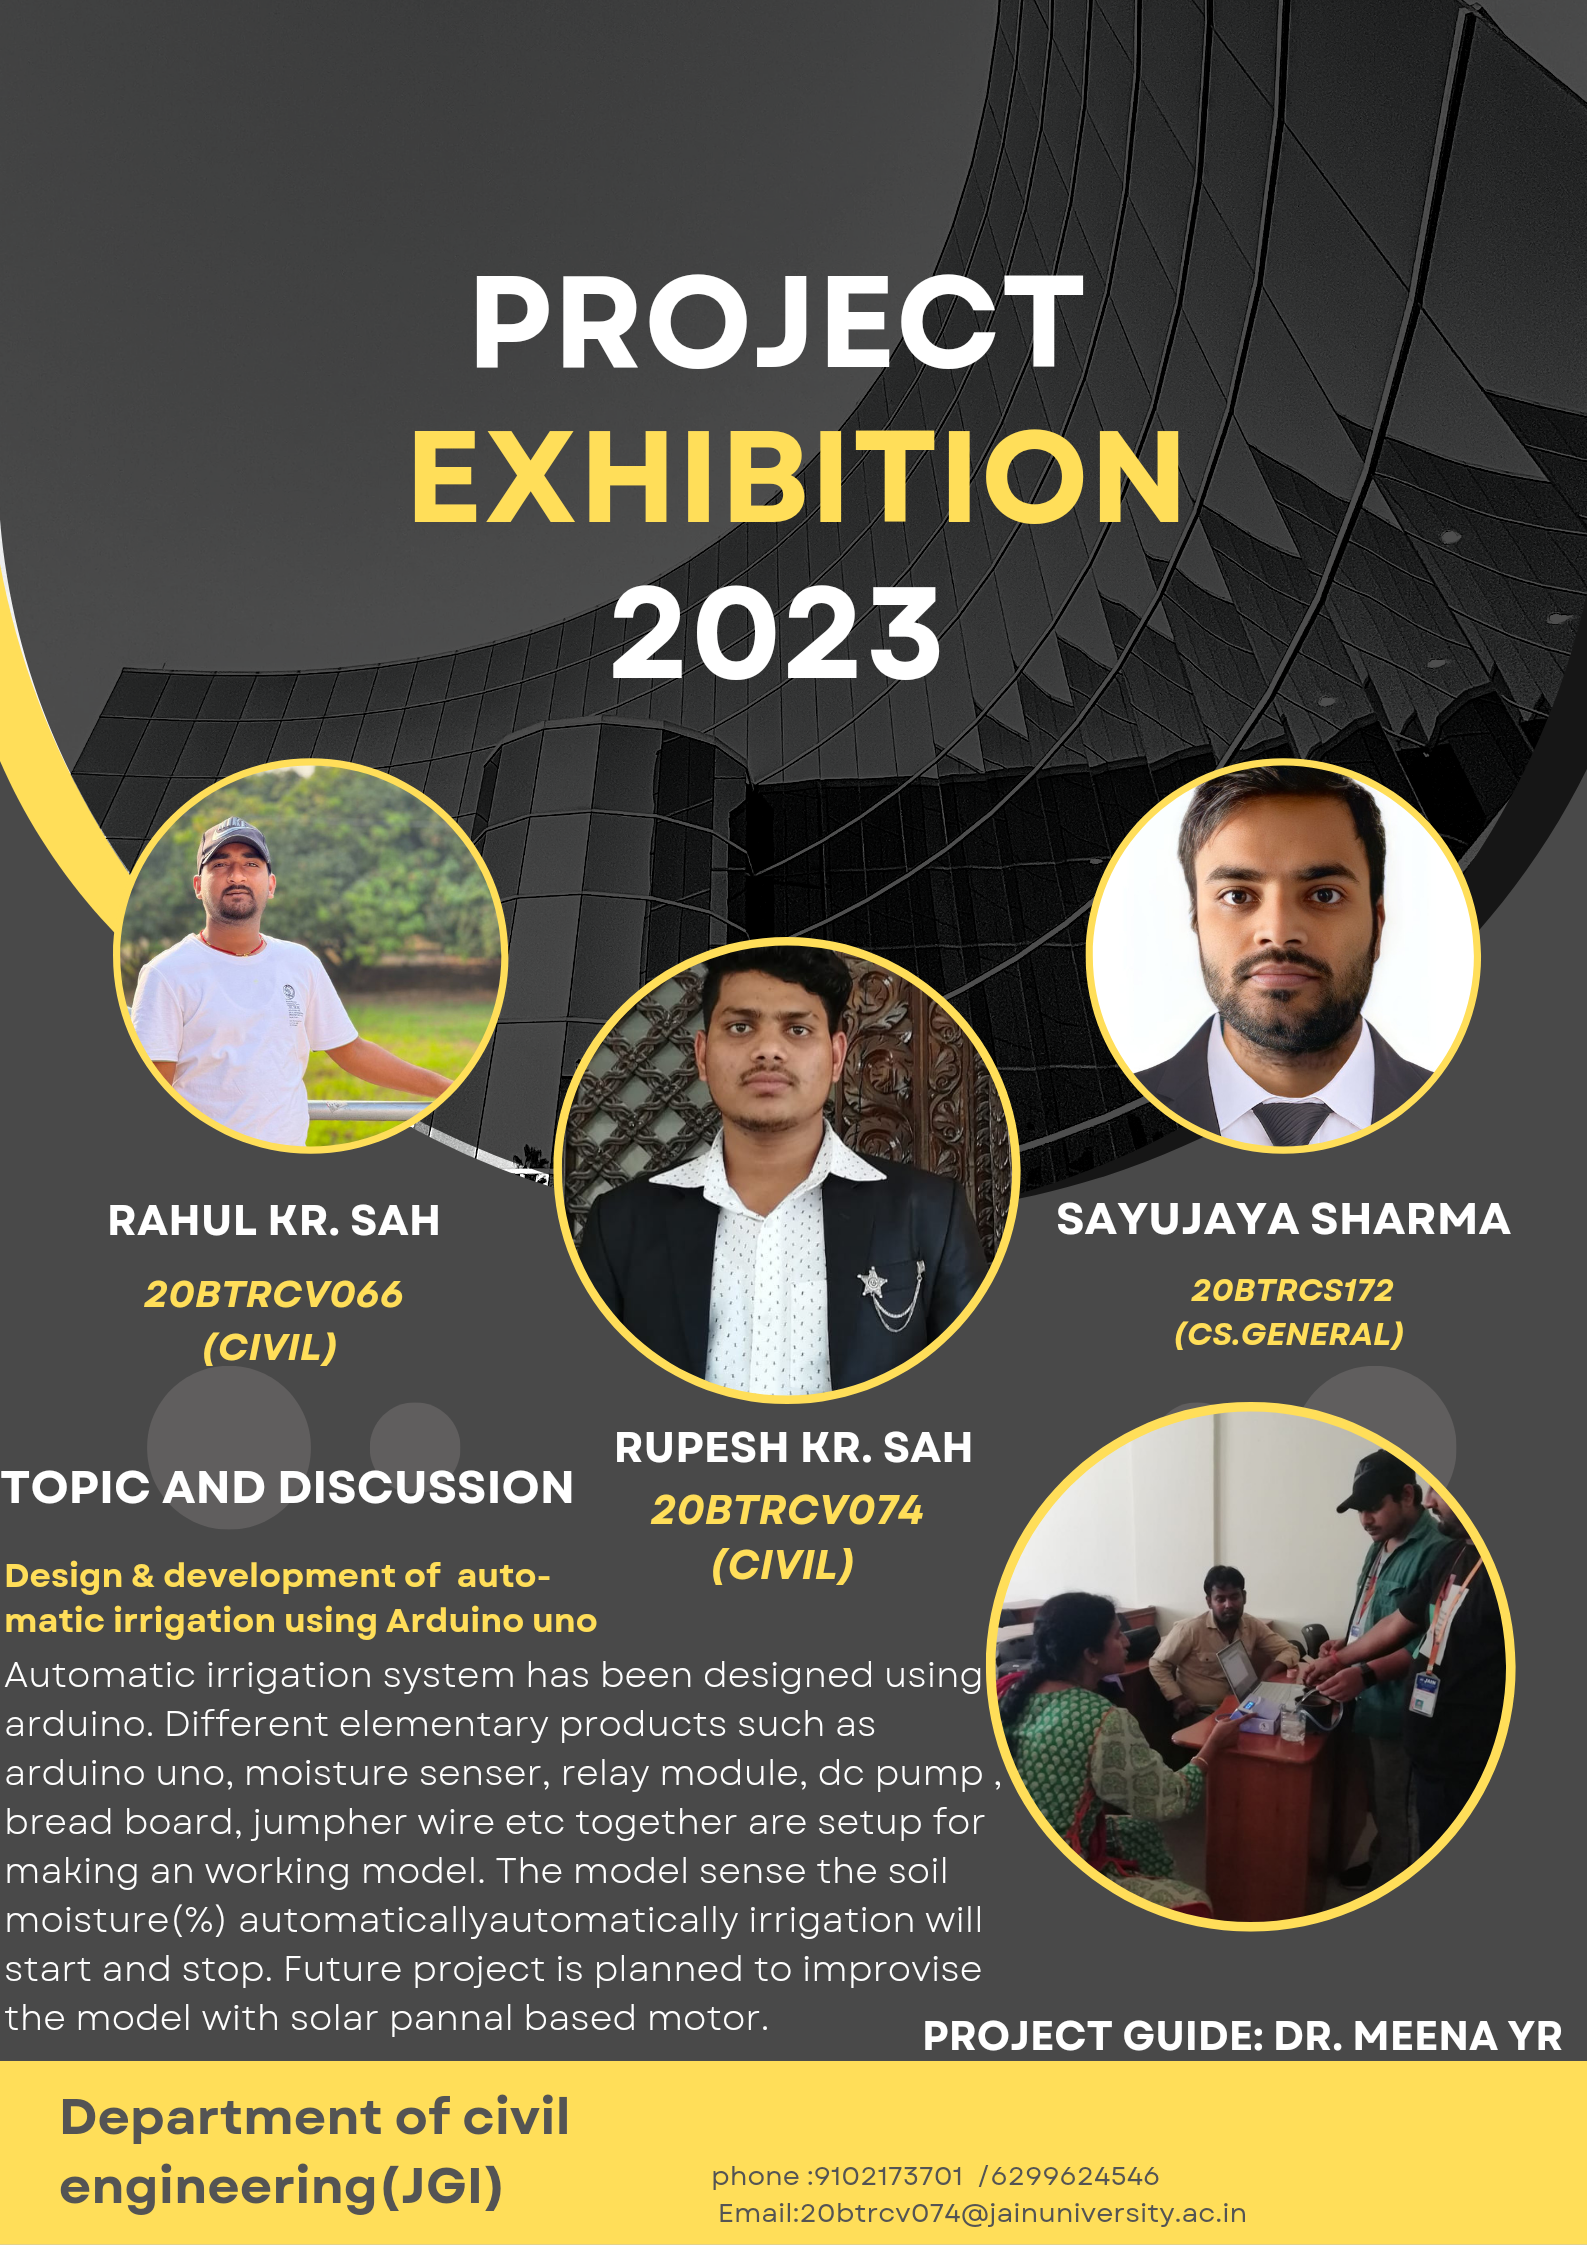 PROJECT
EXHIBITION
2023
RAHUL KR. SAH
20BTRCV066
(CIVIL)
SAYUJAYA SHARMA
20BTRCS172
(CS.GENERAL)
RUPESH KR. SAH
20BTRCV074
(CIVIL)
TOPIC AND DISCUSSION
Design & development of  auto-
matic irrigation using Arduino uno
Automatic irrigation system has been designed using
arduino. Different elementary products such as
arduino uno, moisture senser, relay module, dc pump ,
bread board, jumpher wire etc together are setup for
making an working model. The model sense the soil
moisture(%) automaticallyautomatically irrigation will
start and stop. Future project is planned to improvise
the model with solar pannal based motor.
PROJECT GUIDE: DR. MEENA YR
Department of civil
engineering(JGI)
phone :9102173701  /6299624546
Email:20btrcv074@jainuniversity.ac.in